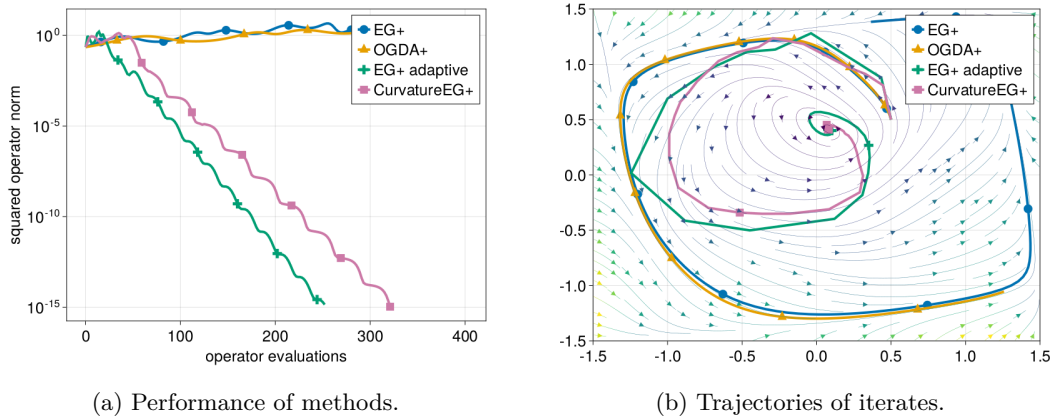 EG+
OGDA+
EG+ adaptive
CurvatureEG+
10^0
10^-5
10^-10
10^-15
squared operator norm
0 100 200 300 400
operator evaluations
(a) Performance of methods.
EG+
OGDA+
EG+ adaptive
CurvatureEG+
1.5
1.0
0.5
0.0
-0.5
-1.0
-1.5
-1.5 -1.0 -0.5 0.0 0.5 1.0 1.5
(b) Trajectories of iterates.